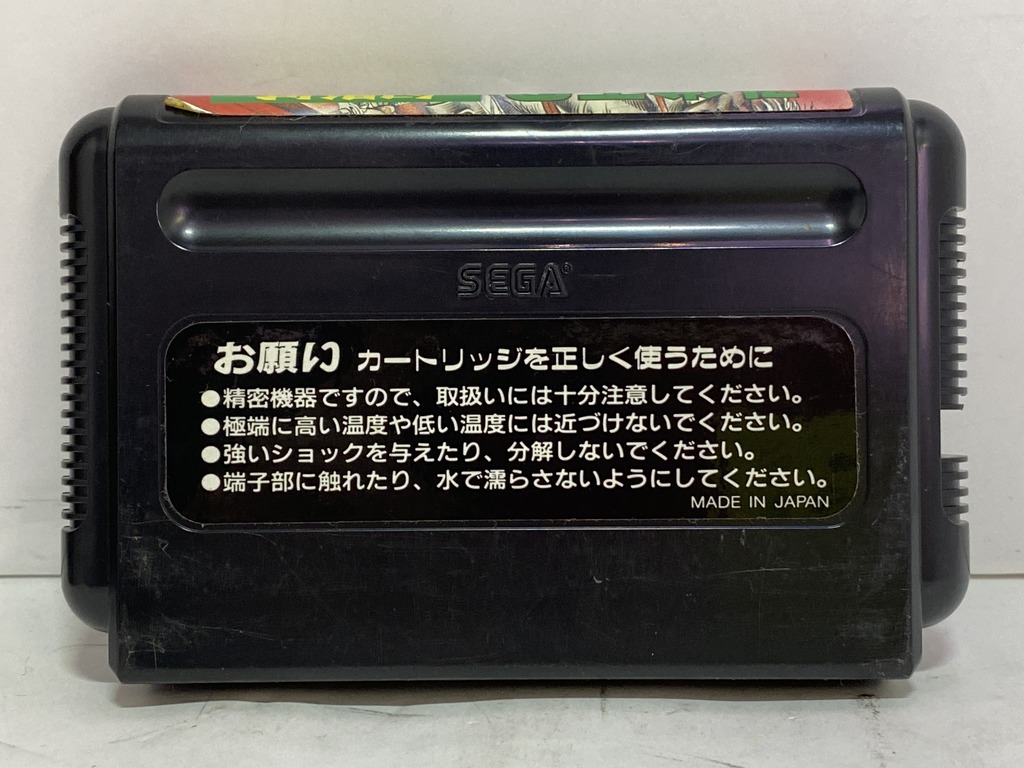 SEGA®
お願い カートリッジを正しく使うために
●精密機器ですので、取扱いには十分注意してください。
●極端に高い温度や低い温度には近づけないでください。
●強いショックを与えたり、分解しないでください。
●端子部に触れたり、水で濡らさないようにしてください。
MADE IN JAPAN